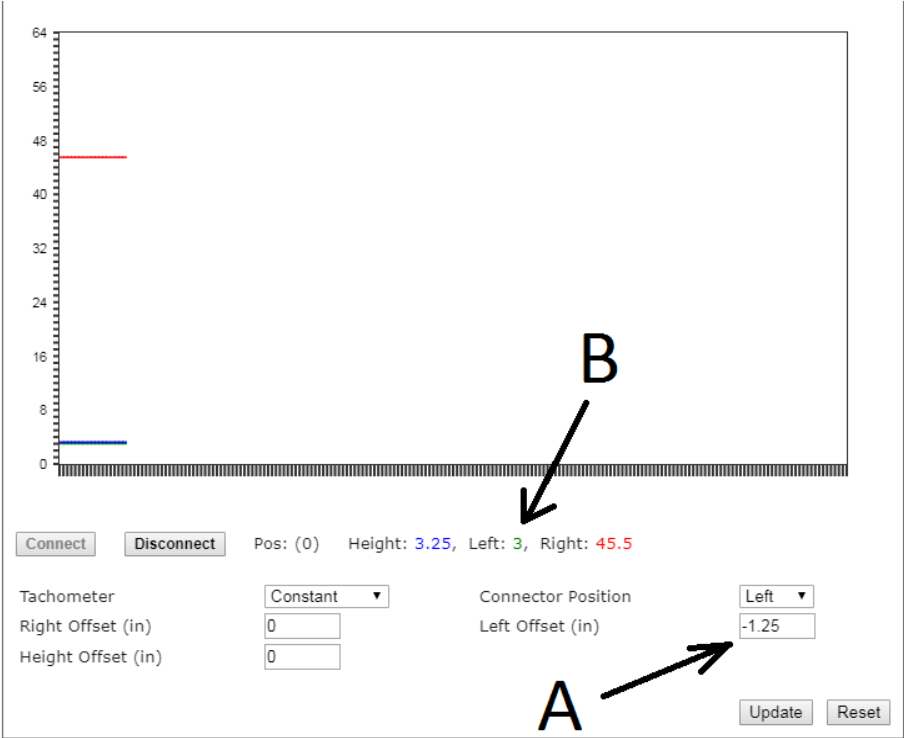 64
56
48
40
32
24
16
8
0
B
Connect Disconnect Pos: (0) Height: 3.25, Left: 3, Right: 45.5
Tachometer Constant Connector Position Left
Right Offset (in) 0 Left Offset (in) -1.25
Height Offset (in) 0
A
Update Reset